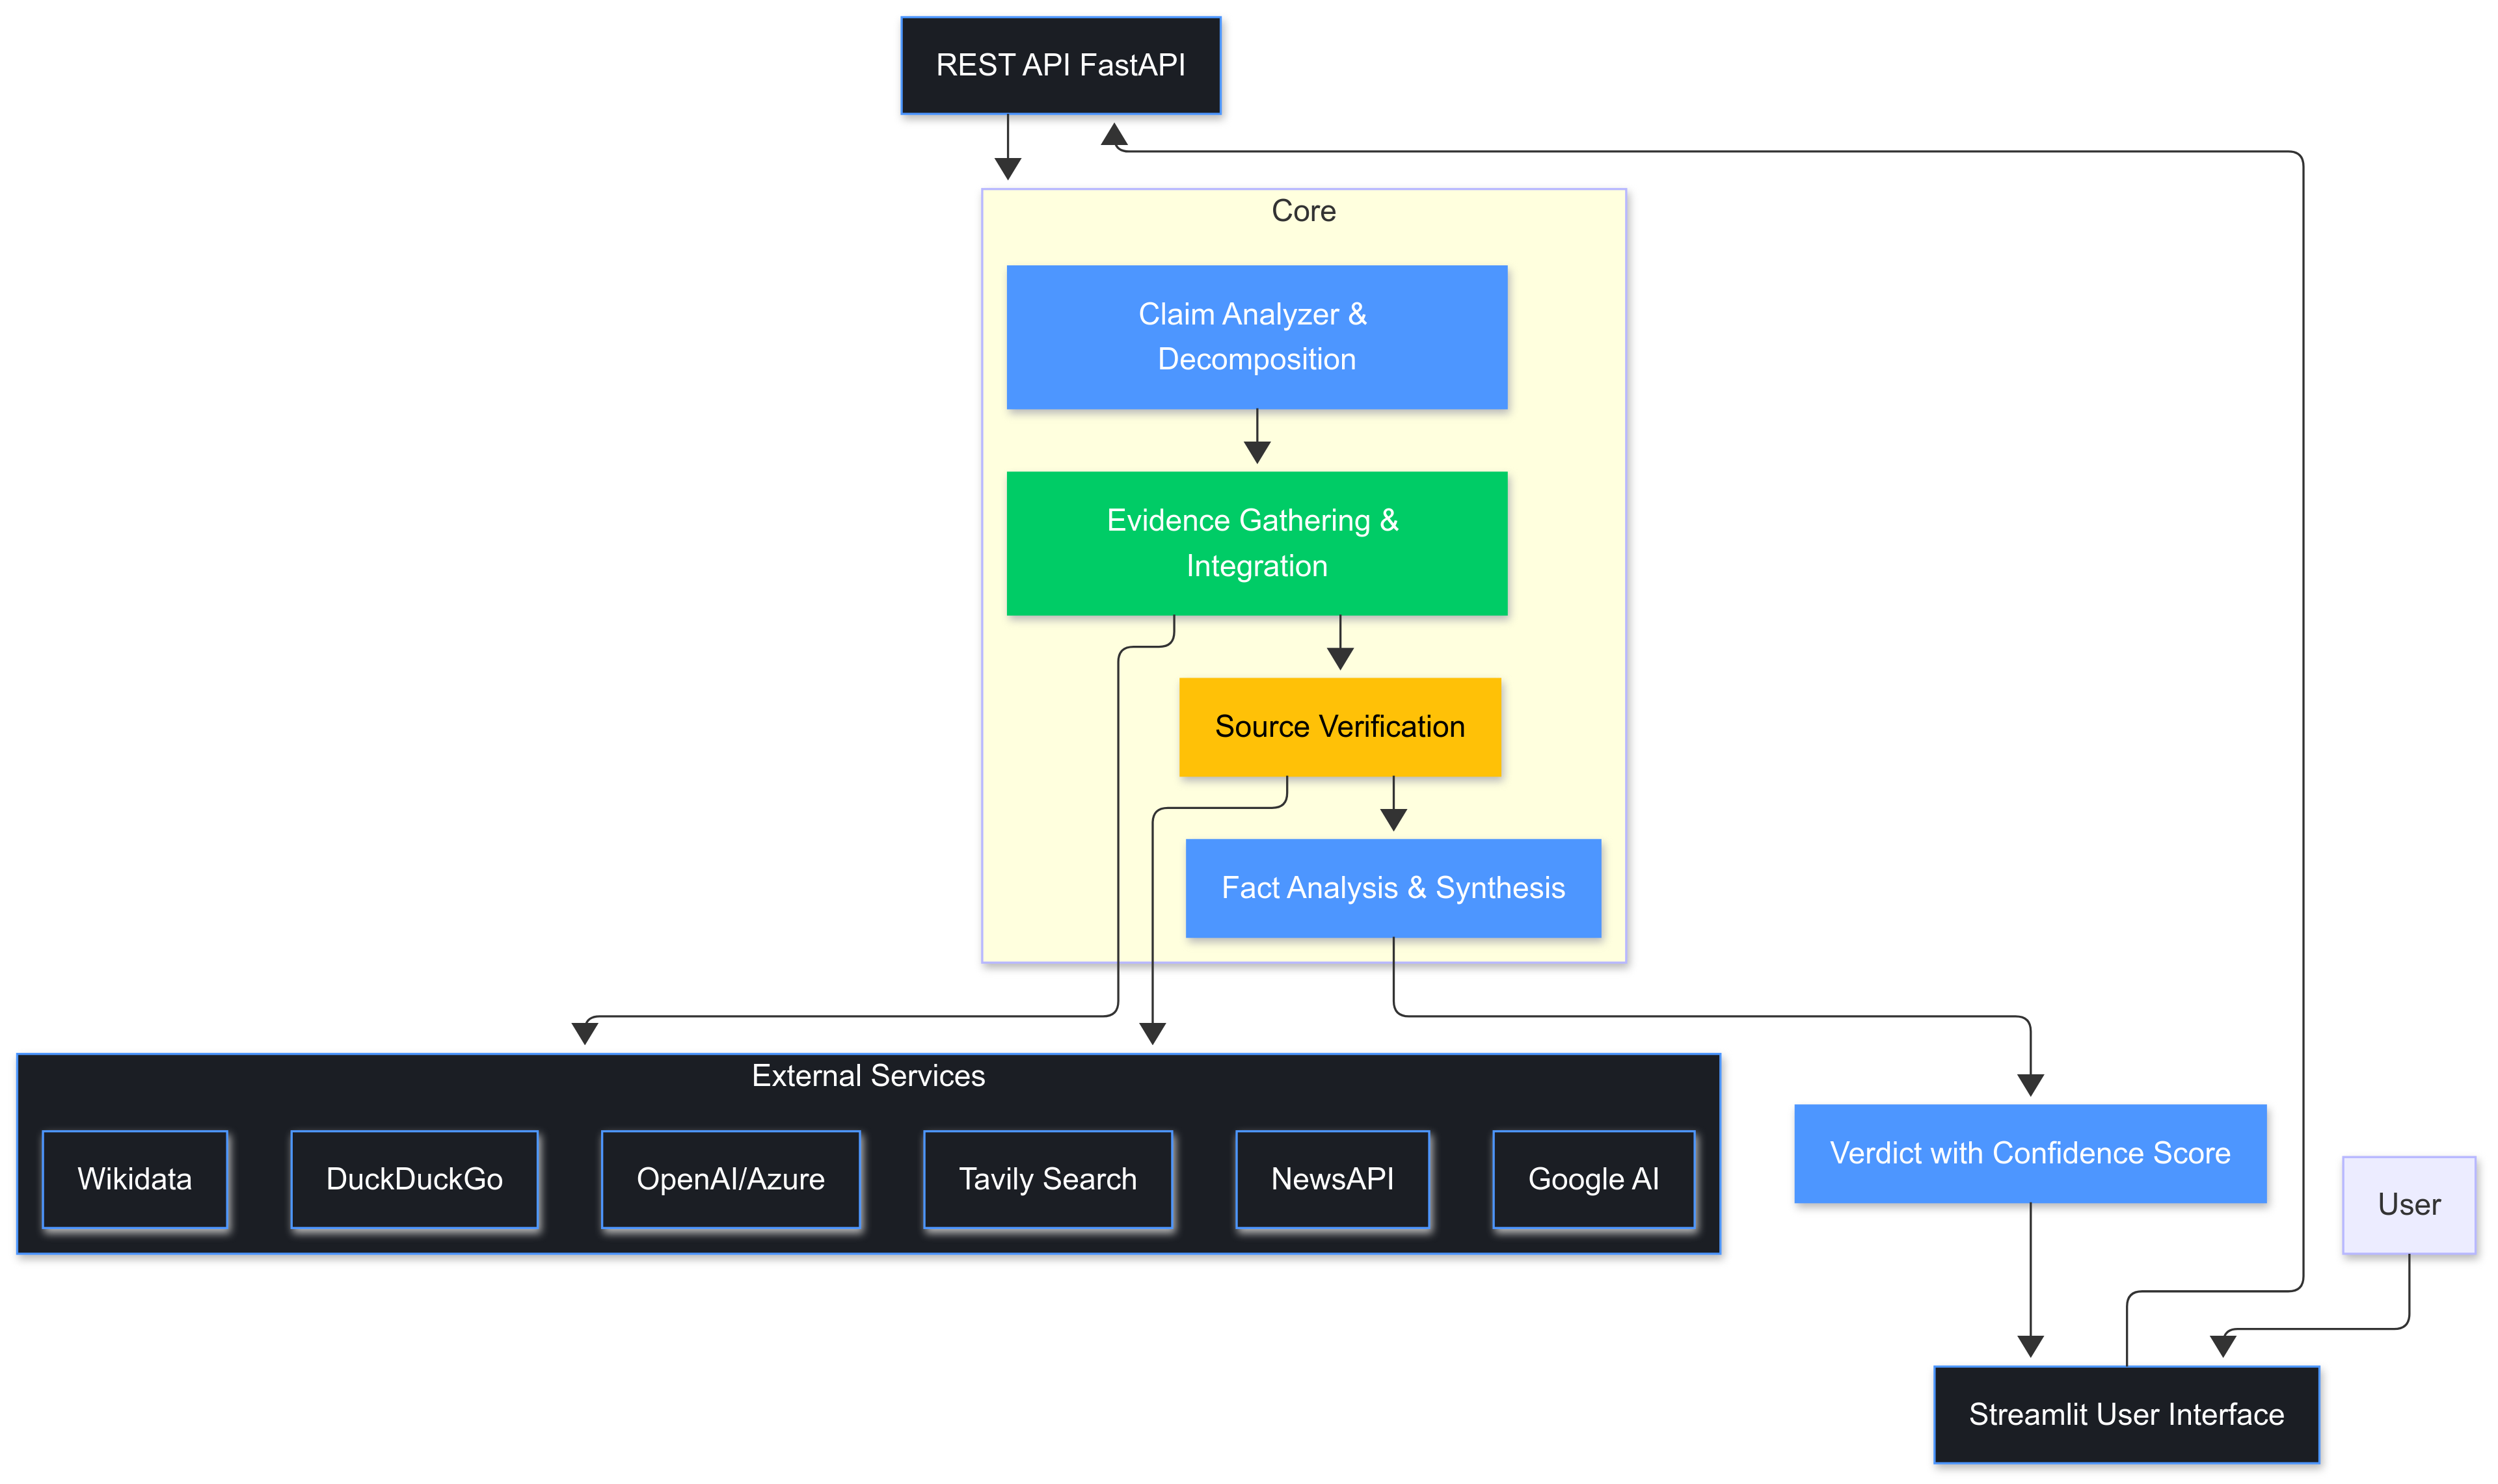 REST API FastAPI
Core
Claim Analyzer &
Decomposition
Evidence Gathering &
Integration
Source Verification
Fact Analysis & Synthesis
External Services
Wikidata
DuckDuckGo
OpenAI/Azure
Tavily Search
NewsAPI
Google AI
Verdict with Confidence Score
User
Streamlit User Interface